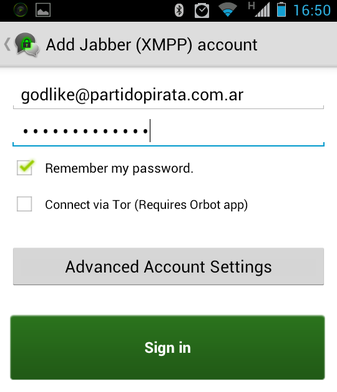 H
16:50
Add Jabber (XMPP) account
godlike@partidopirata.com.ar
•••••••••••••
Remember my password.
Connect via Tor (Requires Orbot app)
Advanced Account Settings
Sign in